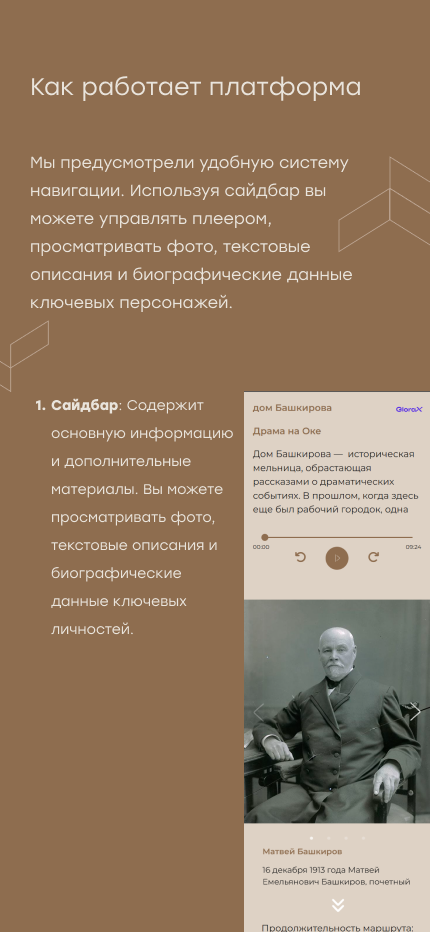 Как работает платформа
Мы предусмотрели удобную систему
навигации. Используя сайдбар вы
можете управлять плеером,
просматривать фото, текстовые
описания и биографические данные
ключевых персонажей.
1. Сайдбар: Содержит
основную информацию
и дополнительные
материалы. Вы можете
просматривать фото,
текстовые описания и
биографические
данные ключевых
личностей.
дом Башкирова
GloraX
Драма на Оке
Дом Башкирова — историческая
мельница, обрастающая
рассказами о драматических
событиях. В прошлом, когда здесь
еще был рабочий городок, одна
00:00
09:24
Матвей Башкиров
16 декабря 1913 года Матвей
Емельянович Башкиров, почетный
Продолжительность маршрута: